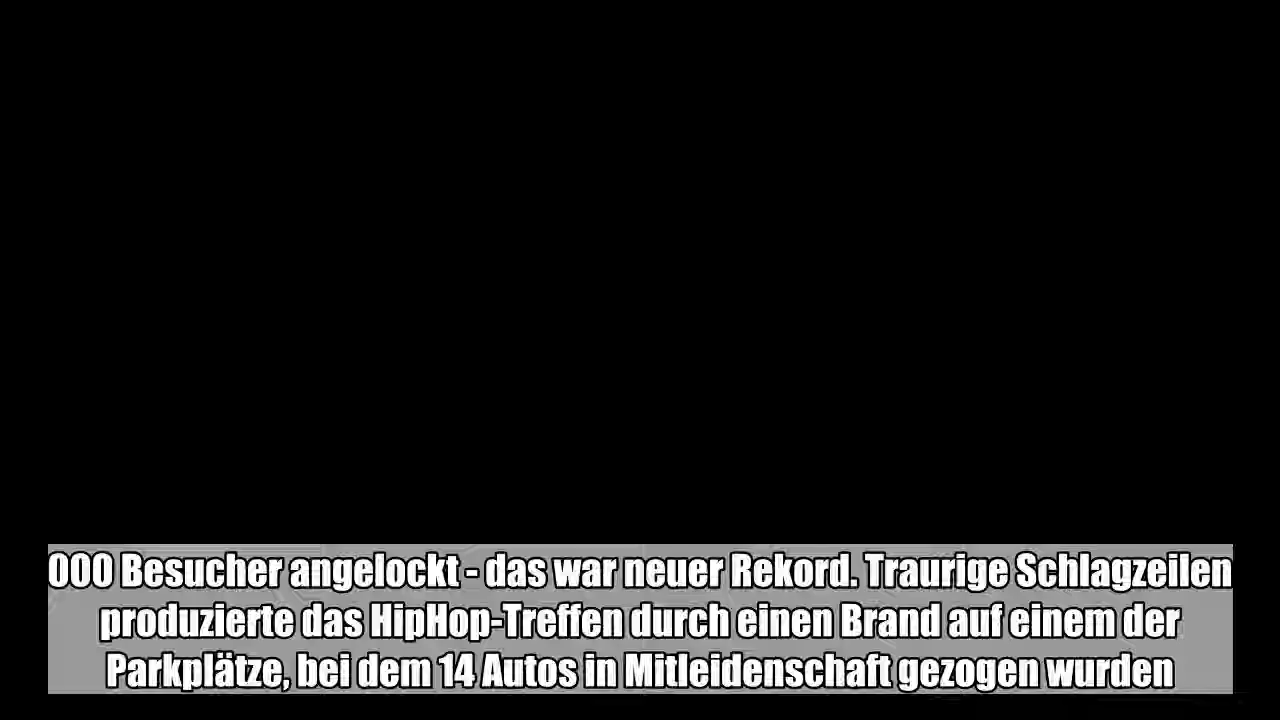 000 Besucher angelockt - das war neuer Rekord. Traurige Schlagzeilen
produzierte das HipHop-Treffen durch einen Brand auf einem der
Parkplätze, bei dem 14 Autos in Mitleidenschaft gezogen wurden